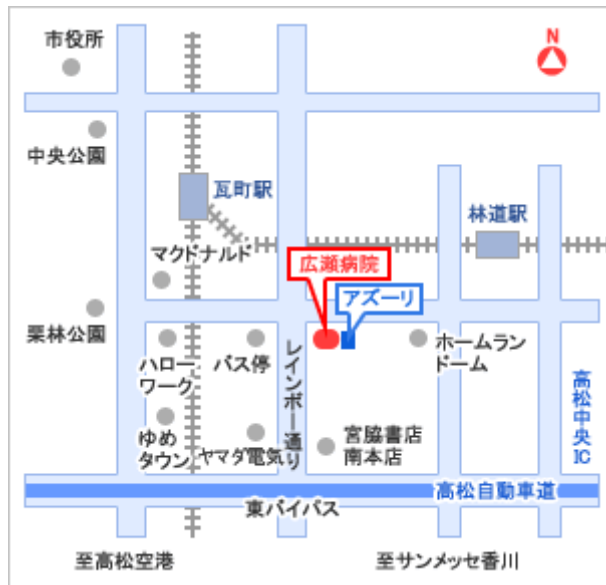 市役所
N
中央公園
瓦町駅
林道駅
マクドナルド
広瀬病院
アズーリ
栗林公園
ハロー
ワーク
バス停
レインボー通り
ホームラン
ドーム
高松中央IC
ゆめ
タウン
ヤマダ電気
宮脇書店
南本店
高松自動車道
東バイパス
至高松空港
至サンメッセ香川